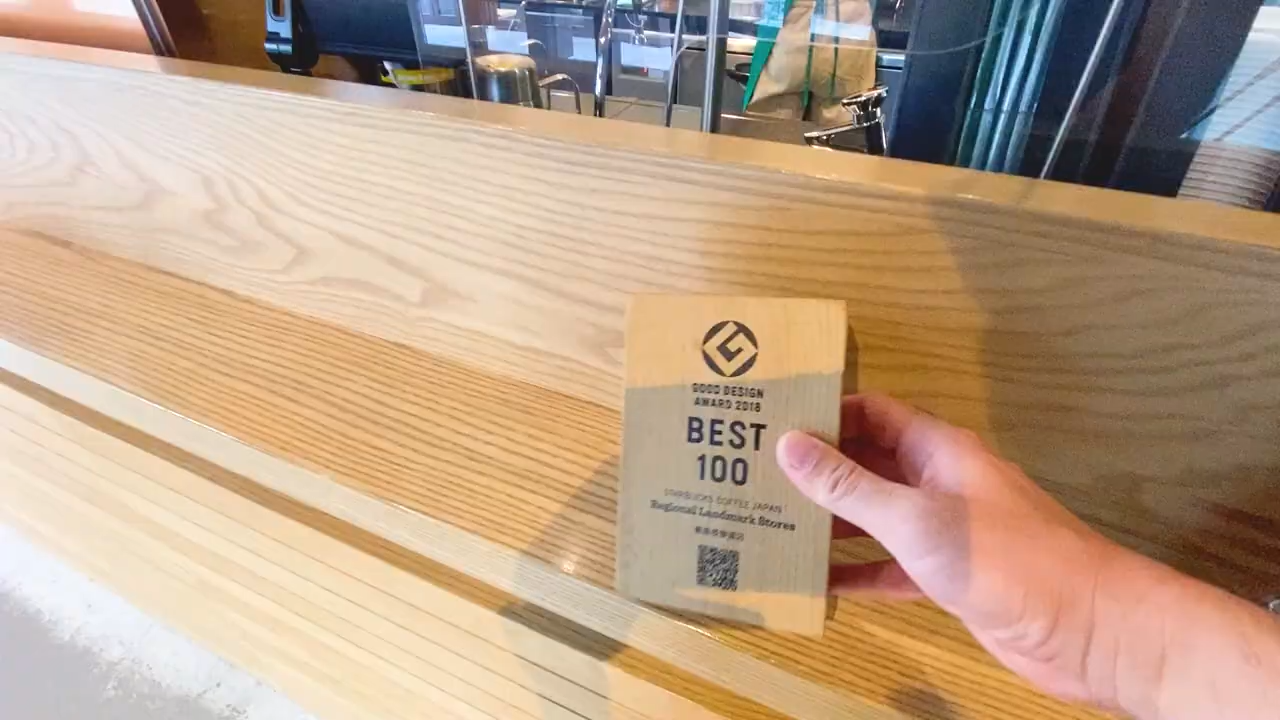 GOOD DESIGN
AWARD 2018
BEST
100
STARBUCKS COFFEE JAPAN
Regional Landmark Stores